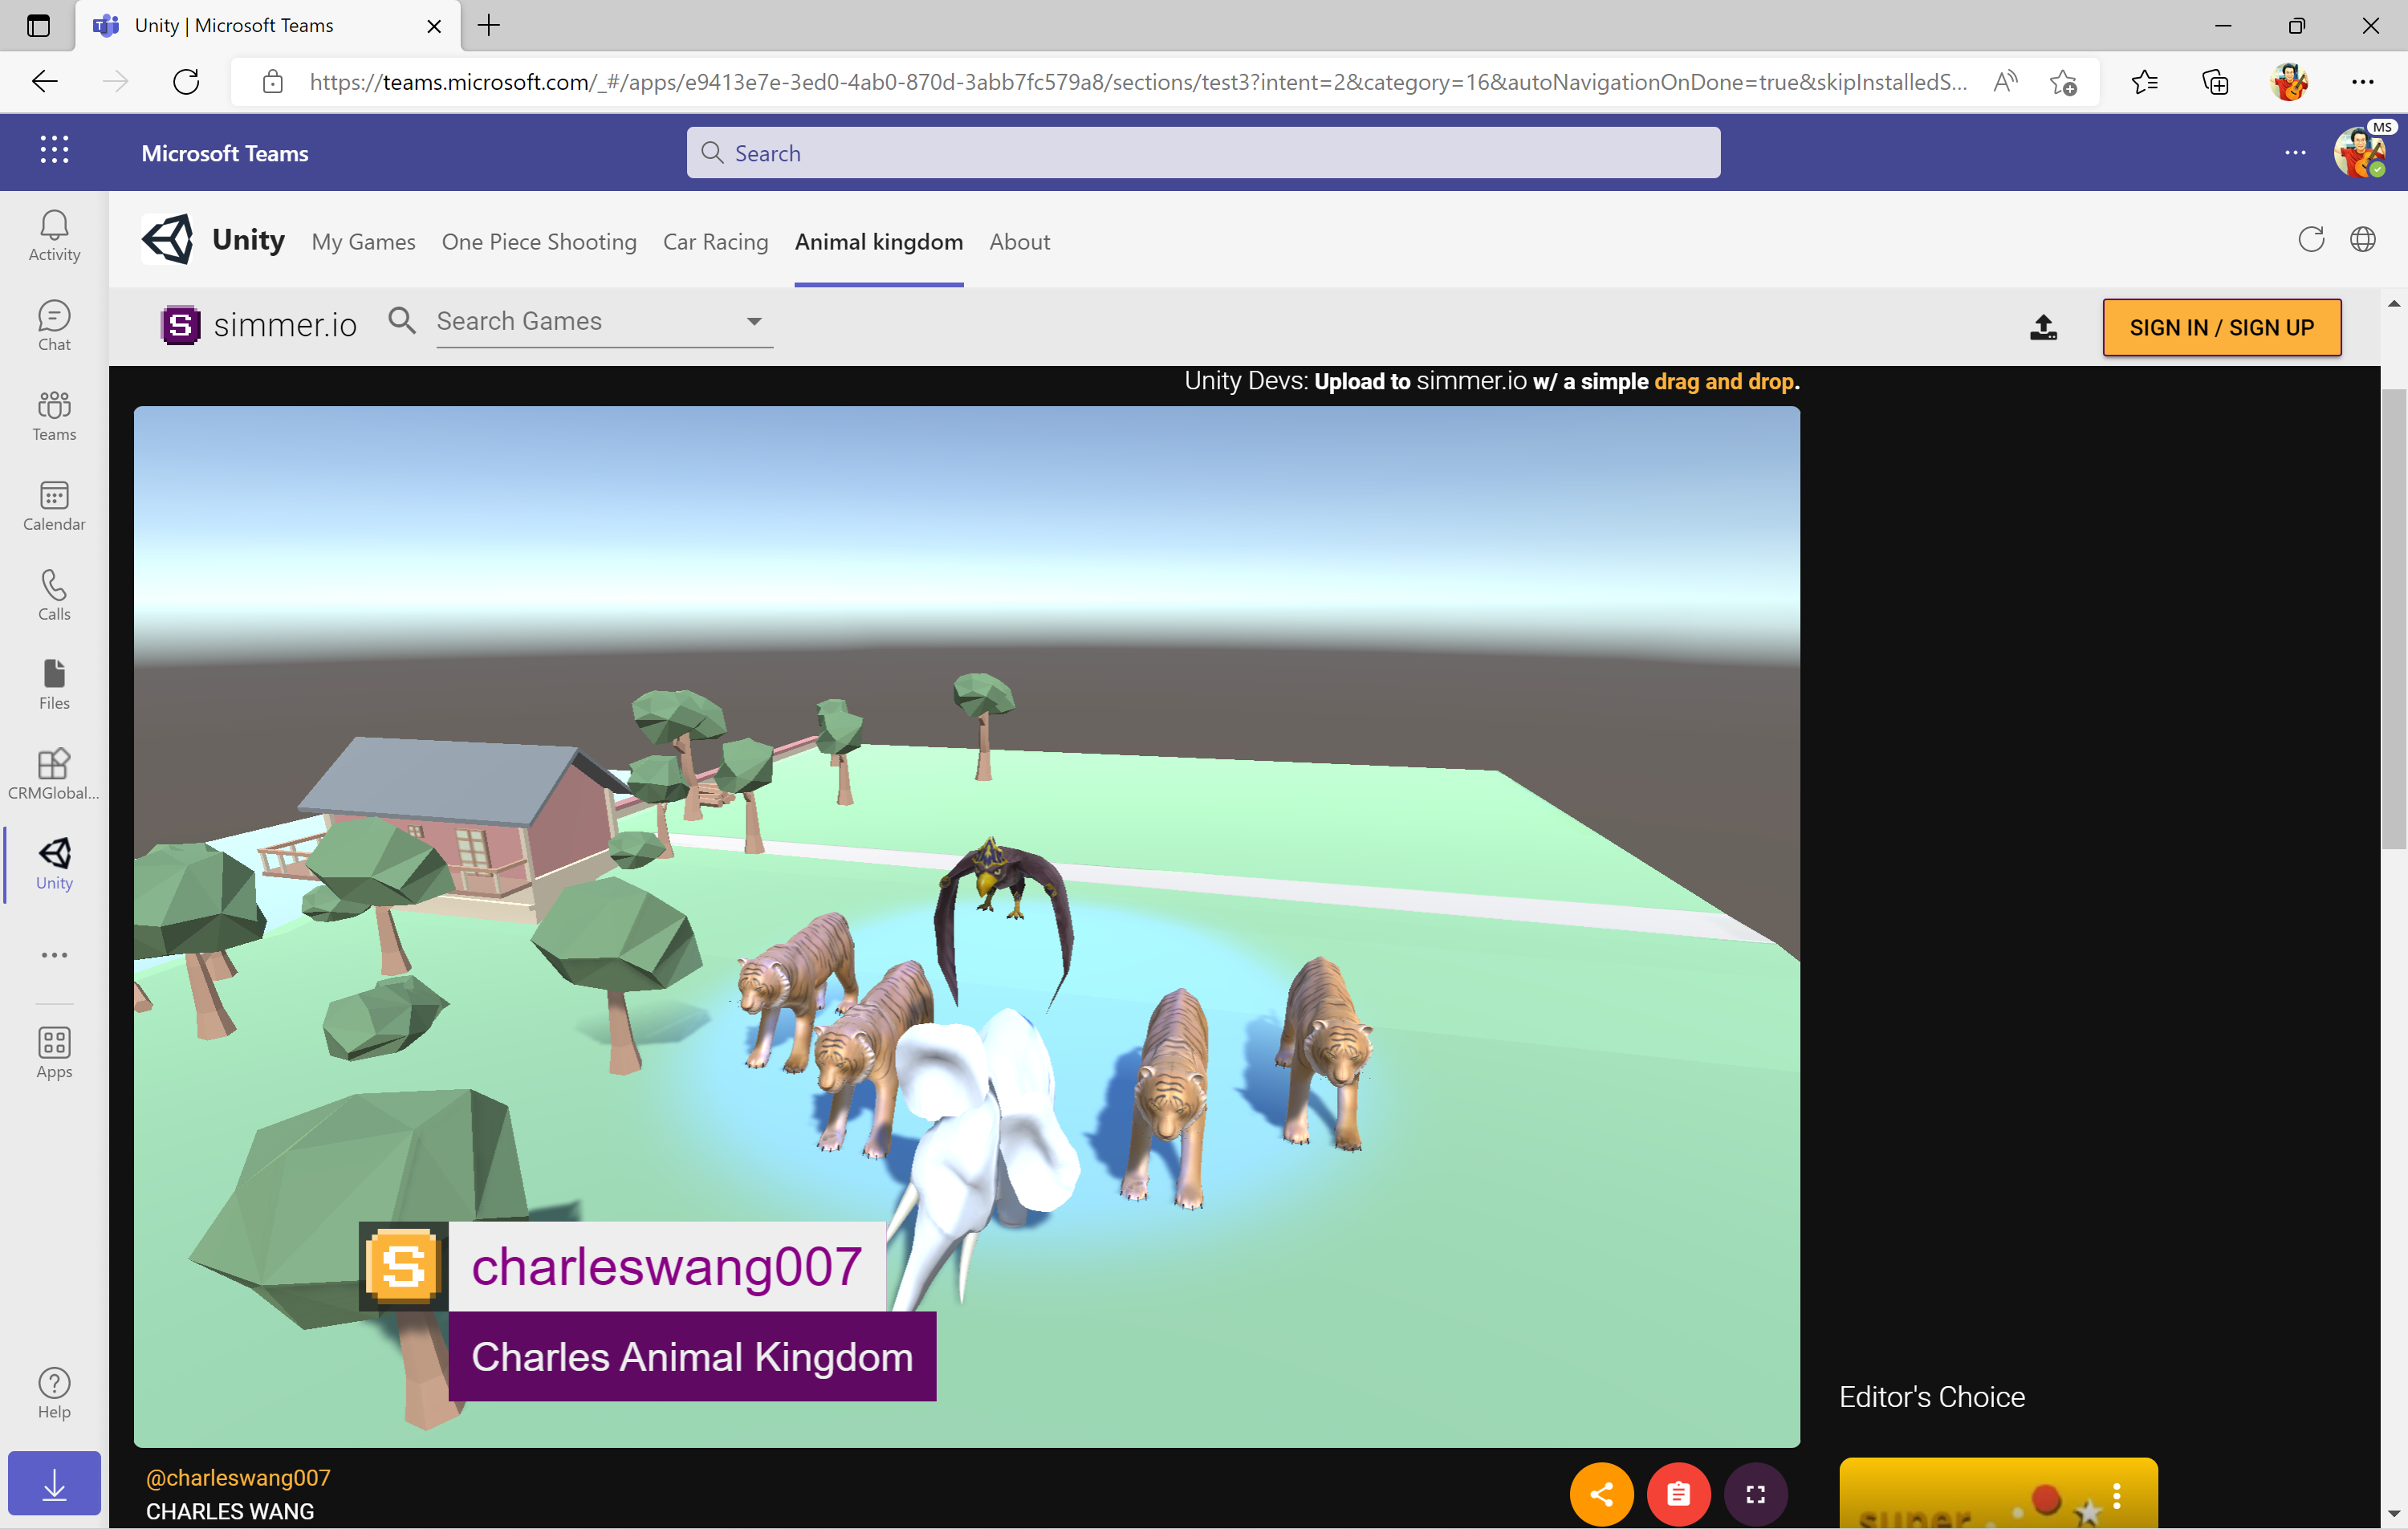 Unity | Microsoft Teams
https://teams.microsoft.com/_#/apps/e9413e7e-3ed0-4ab0-870d-3abb7fc579a8/sections/test3?intent=2&category=16&autoNavigationOnDone=true&skipInstalledS...
Microsoft Teams
Search
MS
Activity
Chat
Teams
Calendar
Calls
Files
CRMGlobal...
Unity
Apps
Help
Unity My Games One Piece Shooting Car Racing Animal kingdom About
S simmer.io Search Games SIGN IN / SIGN UP
Unity Devs: Upload to simmer.io w/ a simple drag and drop.
S charleswang007
Charles Animal Kingdom
@charleswang007
CHARLES WANG
Editor's Choice
super